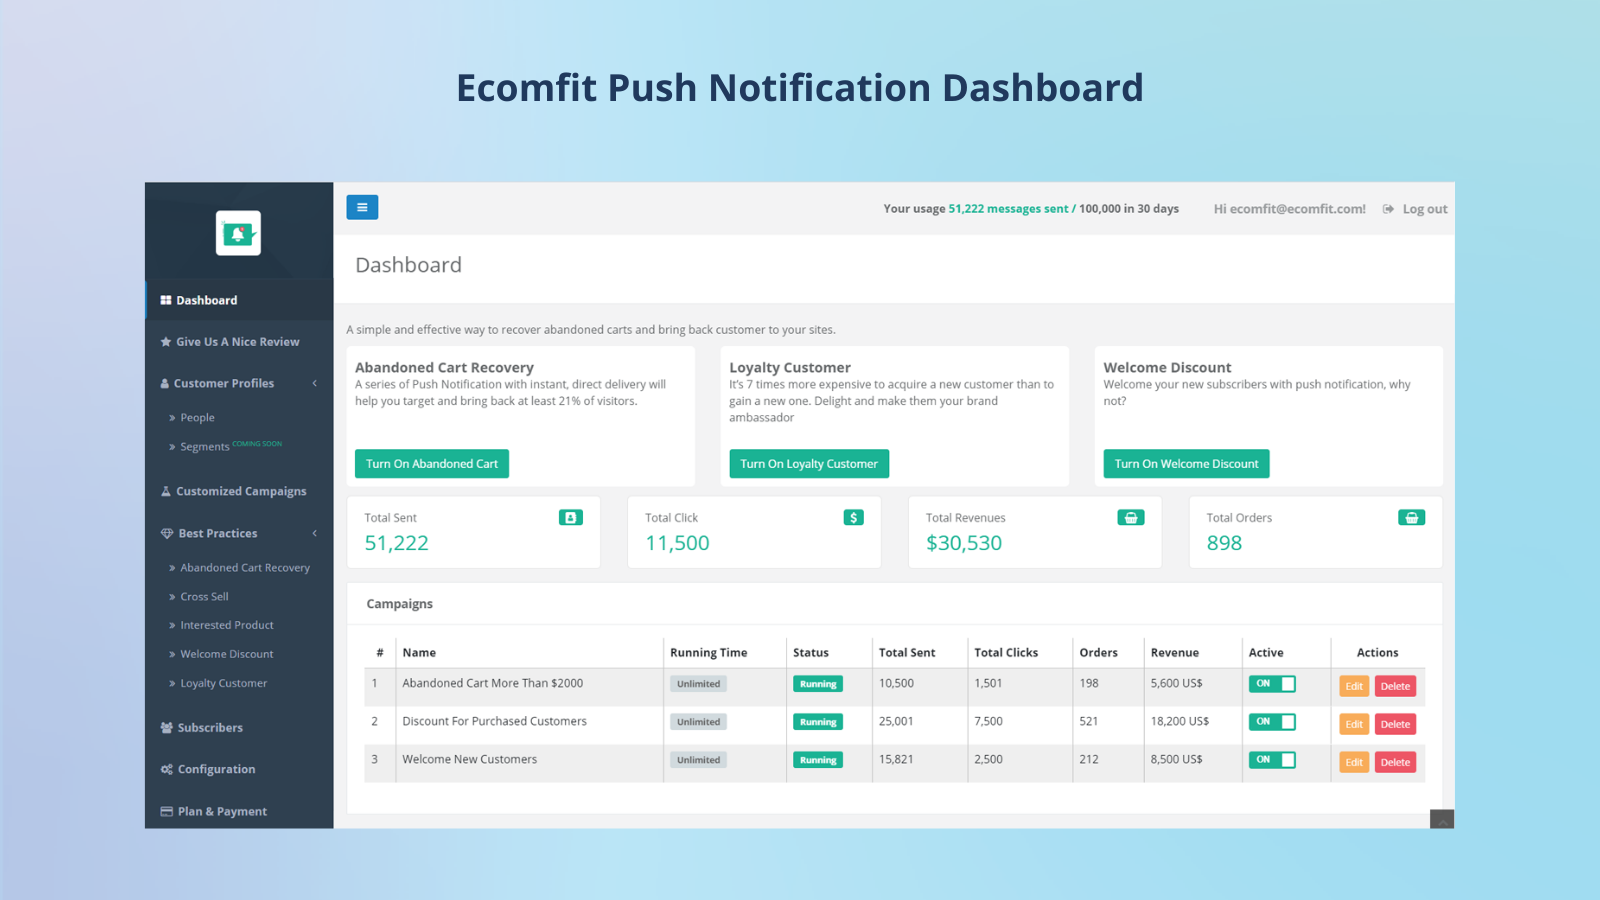 Ecomfit Push Notification Dashboard
Your usage 51,222 messages sent / 100,000 in 30 days
Hi ecomfit@ecomfit.com!
Log out
Dashboard
Give Us A Nice Review
Customer Profiles
People
Segments COMING SOON
Customized Campaigns
Best Practices
Abandoned Cart Recovery
Cross Sell
Interested Product
Welcome Discount
Loyalty Customer
Subscribers
Configuration
Plan & Payment
Dashboard
A simple and effective way to recover abandoned carts and bring back customer to your sites.
Abandoned Cart Recovery
A series of Push Notification with instant, direct delivery will
help you target and bring back at least 21% of visitors.
Turn On Abandoned Cart
Loyalty Customer
It's 7 times more expensive to acquire a new customer than to
gain a new one. Delight and make them your brand
ambassador
Turn On Loyalty Customer
Welcome Discount
Welcome your new subscribers with push notification, why
not?
Turn On Welcome Discount
Total Sent
51,222
Total Click
$
11,500
Total Revenues
$30,530
Total Orders
898
Campaigns
# Name Running Time Status Total Sent Total Clicks Orders Revenue Active Actions
1 Abandoned Cart More Than $2000 Unlimited Running 10,500 1,501 198 5,600 US$ ON Edit Delete
2 Discount For Purchased Customers Unlimited Running 25,001 7,500 521 18,200 US$ ON Edit Delete
3 Welcome New Customers Unlimited Running 15,821 2,500 212 8,500 US$ ON Edit Delete